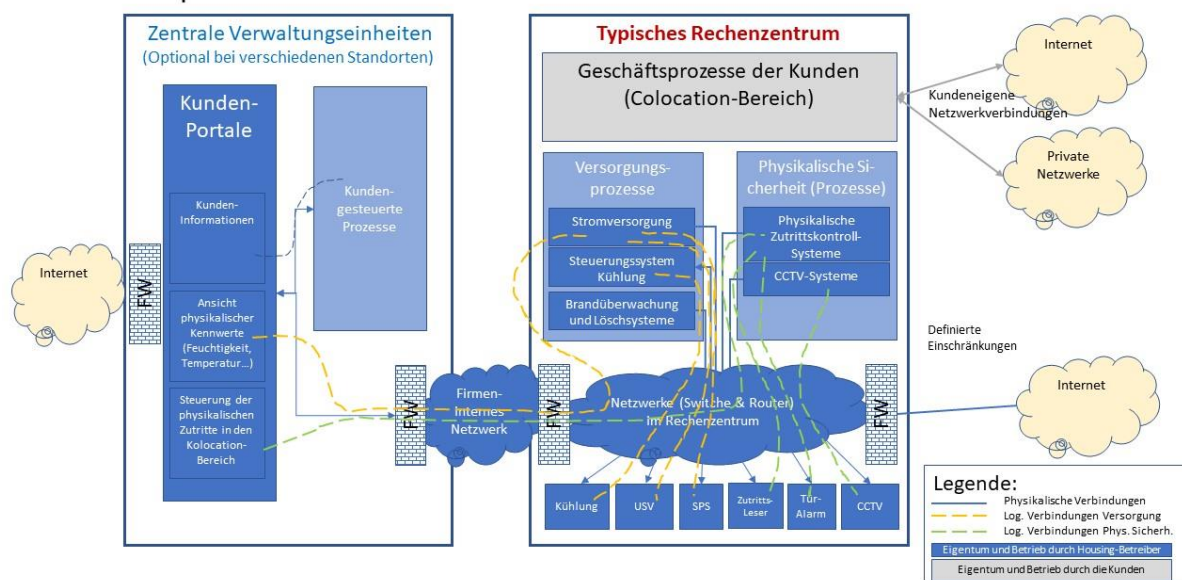 Zentrale Verwaltungseinheiten
(Optional bei verschiedenen Standorten)
Kunden-
Portale
Kunden-
Informationen
Ansicht
physikalischer
Kennwerte
(Feuchtigkeit,
Temperatur...)
Steuerung der
physikalischen
Zutritte in den
Kolocation-
Bereich
Kunden-
gesteuerte
Prozesse
Internet
FW
FW
Firmen-
Internes
Netzwerk
FW
Typisches Rechenzentrum
Geschäftsprozesse der Kunden
(Colocation-Bereich)
Versorgungs-
prozesse
Stromversorgung
Steuerungssystem
Kühlung
Brandüberwachung
und Löschsysteme
Physikalische Si-
cherheit (Prozesse)
Physikalische
Zutrittskontroll-
Systeme
CCTV-Systeme
Netzwerke (Switche & Router)
im Rechenzentrum
FW
Kühlung
USV
SPS
Zutritts-
Leser
Tür-
Alarm
CCTV
Internet
Kundeneigene
Netzwerkverbindungen
Private
Netzwerke
Definierte
Einschränkungen
Internet
Legende:
Physikalische Verbindungen
Log. Verbindungen Versorgung
Log. Verbindungen Phys. Sicherh.
Eigentum und Betrieb durch Housing-Betreiber
Eigentum und Betrieb durch die Kunden